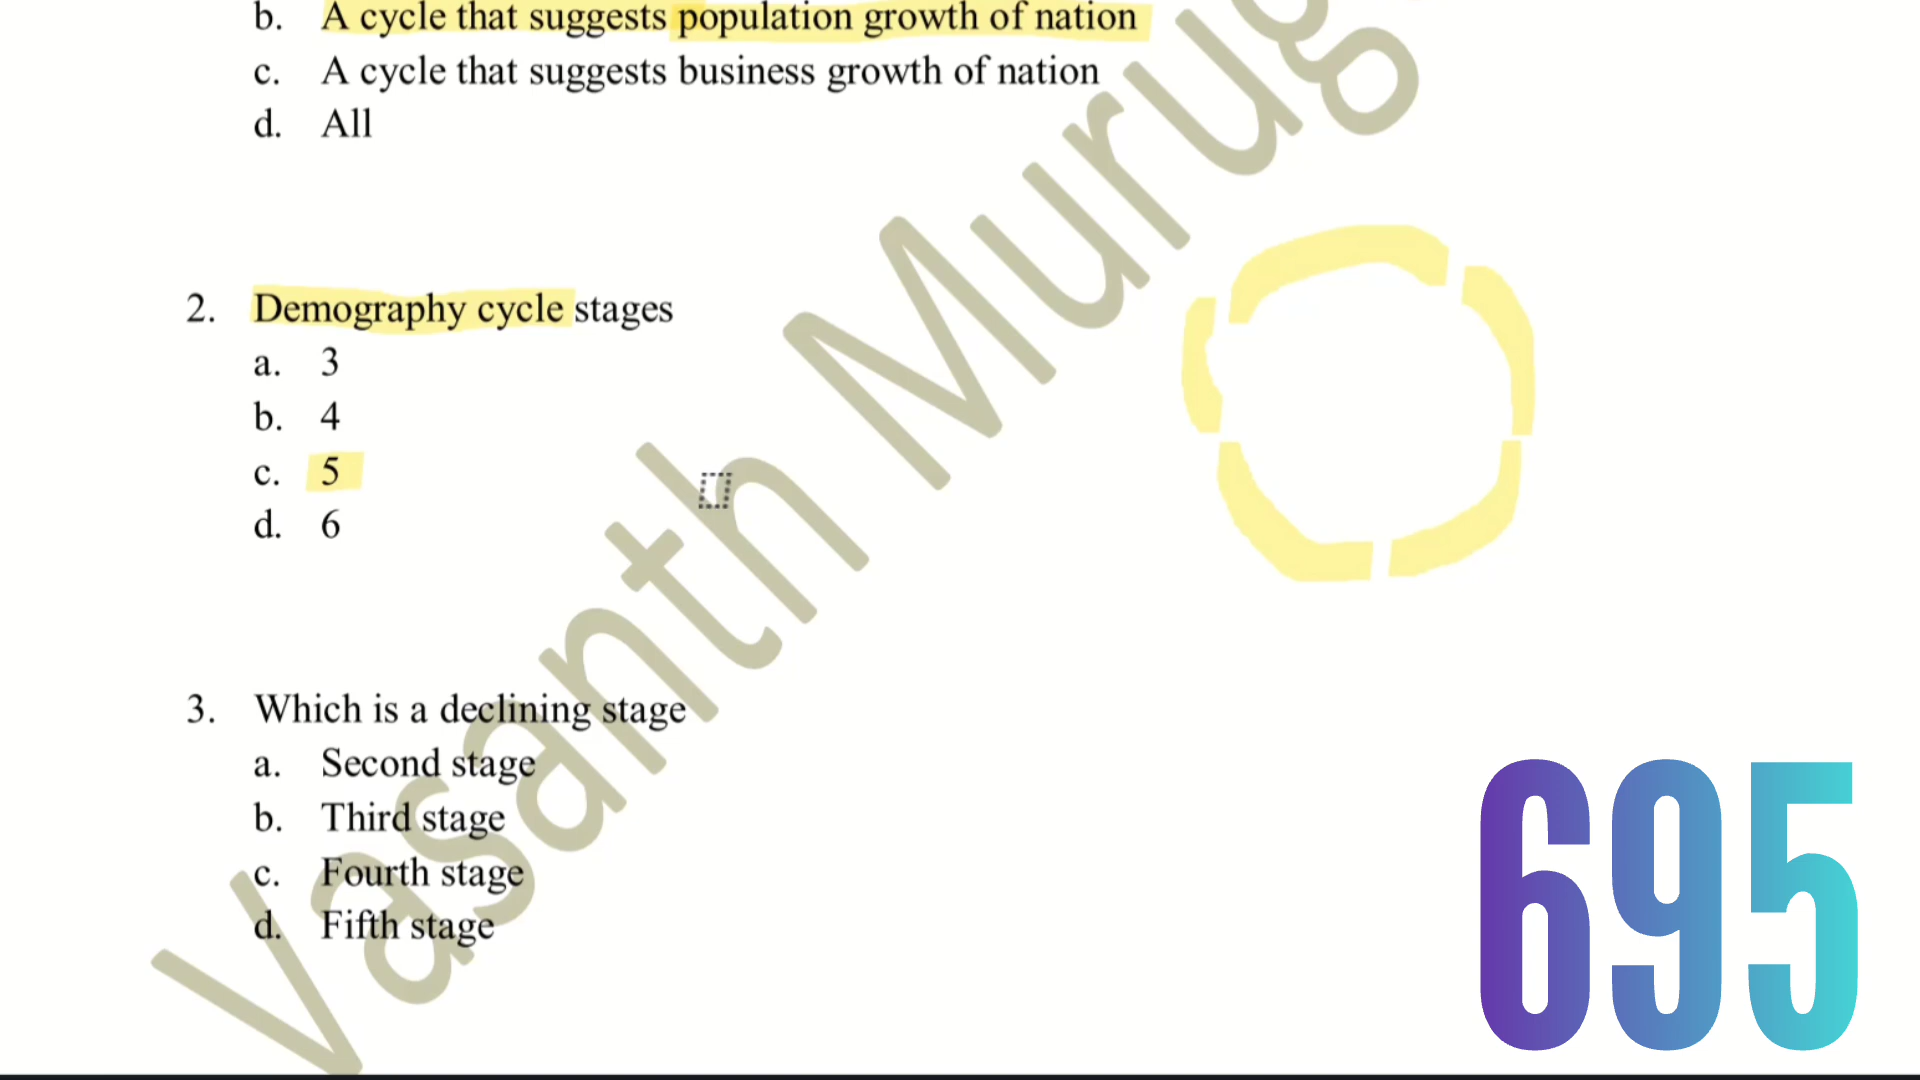 b. A cycle that suggests population growth of nation
c. A cycle that suggests business growth of nation
d. All
2. Demography cycle stages
a. 3
b. 4
c. 5
d. 6
3. Which is a declining stage
a. Second stage
b. Third stage
c. Fourth stage
d. Fifth stage
Vasanth Murug
695